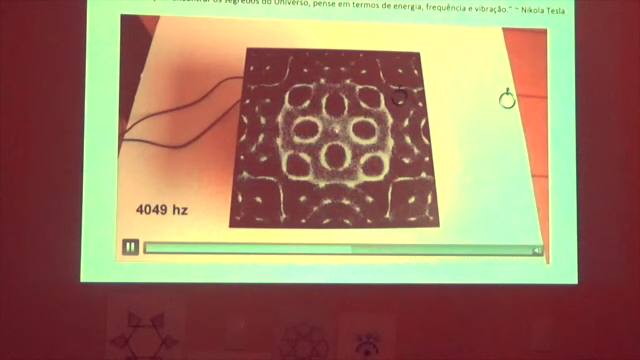 os segredos do Universo, pense em termos de energia, frequência e vibração." ~ Nikola Tesla
4049 hz